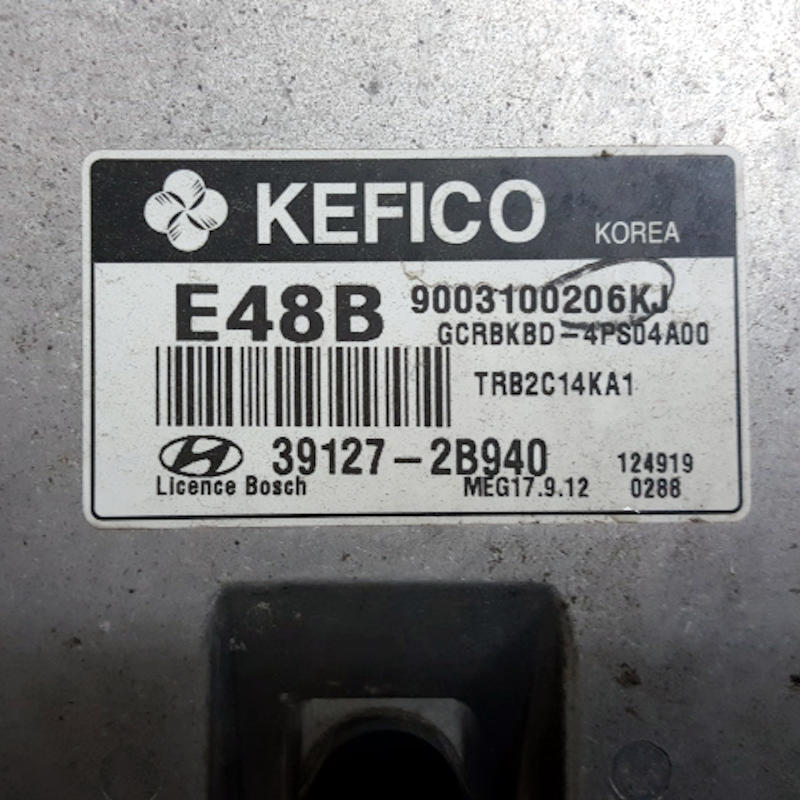 KEFICO KOREA
E48B 9003100206KJ
GCRBKBD-4PS04A00
TRB2C14KA1
39127-2B940 124919
Licence Bosch MEG17.9.12 0288